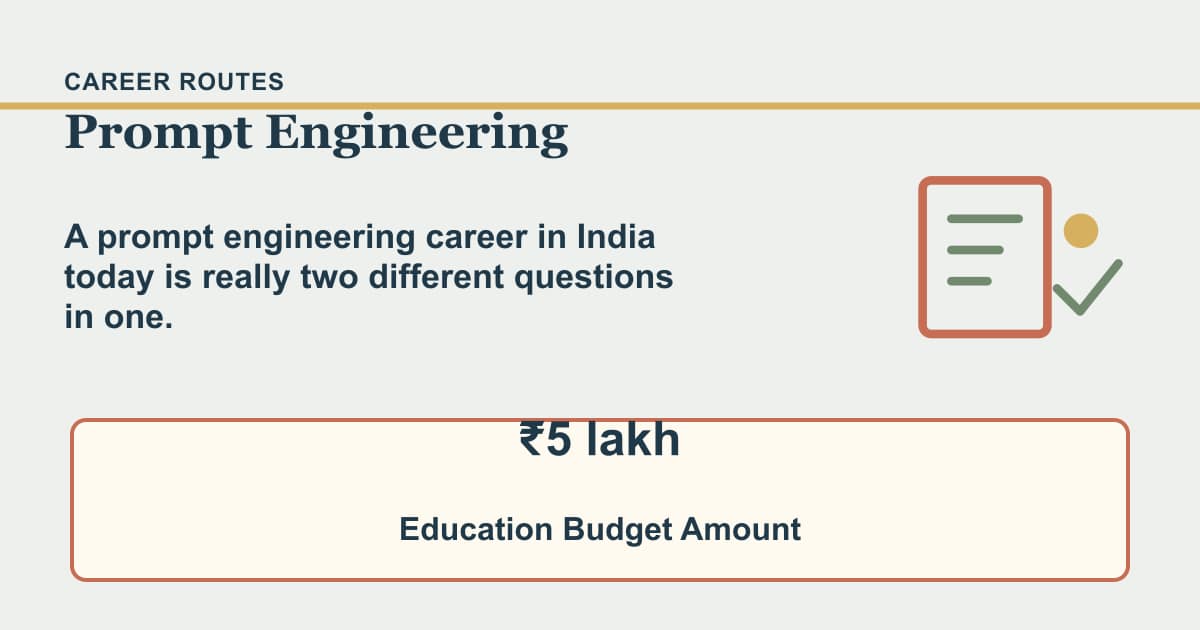 CAREER ROUTES
Prompt Engineering
A prompt engineering career in India
today is really two different questions
in one.
₹5 lakh
Education Budget Amount